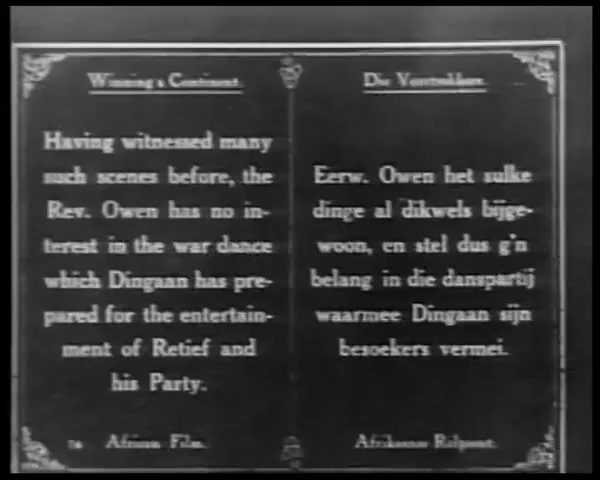 Winning a Continent.
Having witnessed many
such scenes before, the
Rev. Owen has no in-
terest in the war dance
which Dingaan has pre-
pared for the entertain-
ment of Retief and
his Party.
African Film.
Die Voortrekkers.
Eerw. Owen het sulke
dinge al dikwels bijge-
woon, en stel dus g'n
belang in die danspartij
waarmee Dingaan sijn
besoekers vermei.
Afrikaanse Rolprent.